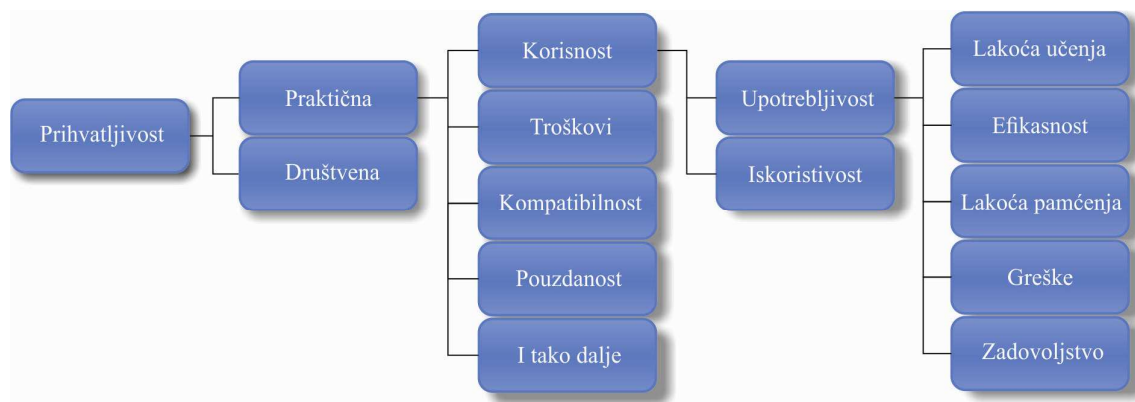 Prihvatljivost
Praktična
Društvena
Korisnost
Troškovi
Kompatibilnost
Pouzdanost
I tako dalje
Upotrebljivost
Iskoristivost
Lakoća učenja
Efikasnost
Lakoća pamćenja
Greške
Zadovoljstvo